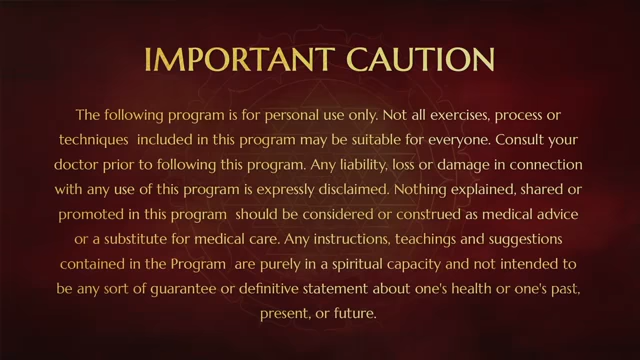 IMPORTANT CAUTION
The following program is for personal use only. Not all exercises, process or
techniques included in this program may be suitable for everyone. Consult your
doctor prior to following this program. Any liability, loss or damage in connection
with any use of this program is expressly disclaimed. Nothing explained, shared or
promoted in this program should be considered or construed as medical advice
or a substitute for medical care. Any instructions, teachings and suggestions
contained in the Program are purely in a spiritual capacity and not intended to
be any sort of guarantee or definitive statement about one's health or one's past,
present, or future.